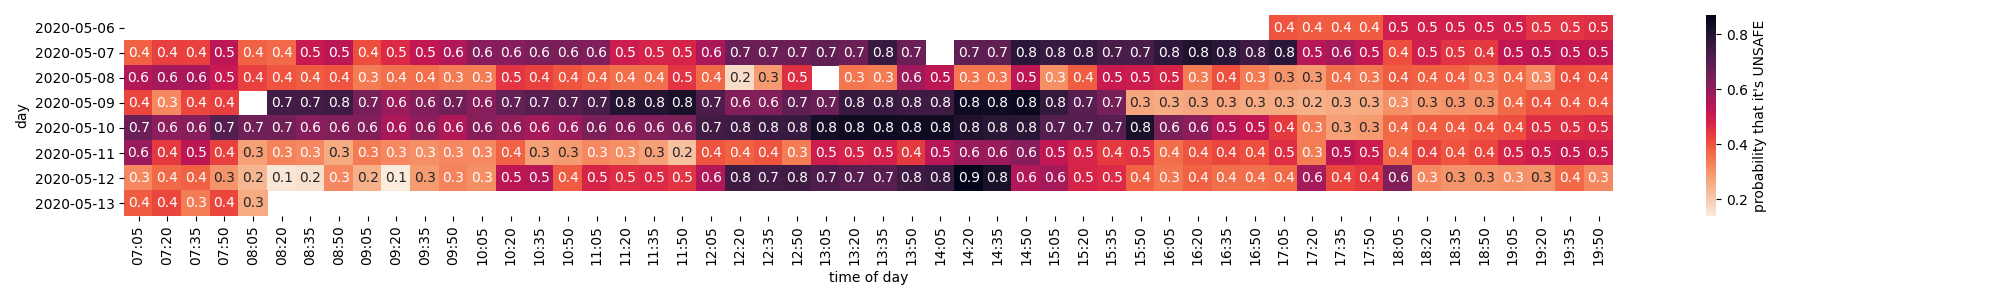 2020-05-06 0.4 0.4 0.4 0.4 0.5 0.5 0.5 0.5 0.5 0.5 0.5 0.5
2020-05-07 0.4 0.4 0.4 0.5 0.4 0.4 0.5 0.5 0.4 0.5 0.5 0.6 0.6 0.6 0.6 0.6 0.6 0.5 0.5 0.5 0.6 0.7 0.7 0.7 0.7 0.7 0.8 0.7 0.7 0.7 0.8 0.8 0.8 0.7 0.7 0.8 0.8 0.8 0.8 0.8 0.5 0.6 0.5 0.4 0.5 0.5 0.4 0.5 0.5 0.5 0.5
2020-05-08 0.6 0.6 0.6 0.5 0.4 0.4 0.4 0.4 0.3 0.4 0.4 0.3 0.3 0.5 0.4 0.4 0.4 0.4 0.4 0.5 0.4 0.2 0.3 0.5 0.3 0.3 0.6 0.5 0.3 0.3 0.5 0.3 0.4 0.5 0.5 0.5 0.3 0.4 0.3 0.3 0.3 0.4 0.3 0.4 0.4 0.4 0.3 0.4 0.3 0.4 0.4
2020-05-09 0.4 0.3 0.4 0.4 0.7 0.7 0.8 0.7 0.6 0.6 0.7 0.6 0.7 0.7 0.7 0.7 0.8 0.8 0.8 0.7 0.6 0.6 0.7 0.7 0.8 0.8 0.8 0.8 0.8 0.8 0.8 0.8 0.7 0.7 0.3 0.3 0.3 0.3 0.3 0.3 0.2 0.3 0.3 0.3 0.3 0.3 0.3 0.4 0.4 0.4 0.4
2020-05-10 0.7 0.6 0.6 0.7 0.7 0.7 0.6 0.6 0.6 0.6 0.6 0.6 0.6 0.6 0.6 0.6 0.6 0.6 0.6 0.6 0.7 0.8 0.8 0.8 0.8 0.8 0.8 0.8 0.8 0.8 0.8 0.8 0.7 0.7 0.7 0.8 0.6 0.6 0.5 0.5 0.4 0.3 0.3 0.3 0.4 0.4 0.4 0.4 0.4 0.5 0.5 0.5
2020-05-11 0.6 0.4 0.5 0.4 0.3 0.3 0.3 0.3 0.3 0.3 0.3 0.3 0.3 0.4 0.3 0.3 0.3 0.3 0.3 0.2 0.4 0.4 0.4 0.3 0.5 0.5 0.5 0.4 0.5 0.6 0.6 0.6 0.5 0.5 0.4 0.5 0.4 0.4 0.4 0.4 0.5 0.3 0.5 0.5 0.4 0.4 0.4 0.4 0.5 0.5 0.5 0.5
2020-05-12 0.3 0.4 0.4 0.3 0.2 0.1 0.2 0.3 0.2 0.1 0.3 0.3 0.3 0.5 0.5 0.4 0.5 0.5 0.5 0.5 0.6 0.8 0.7 0.8 0.7 0.7 0.7 0.8 0.8 0.9 0.8 0.6 0.6 0.5 0.5 0.4 0.3 0.4 0.4 0.4 0.4 0.6 0.4 0.4 0.6 0.3 0.3 0.3 0.3 0.3 0.4 0.3
2020-05-13 0.4 0.4 0.3 0.4 0.3
day
07:05 07:20 07:35 07:50 08:05 08:20 08:35 08:50 09:05 09:20 09:35 09:50 10:05 10:20 10:35 10:50 11:05 11:20 11:35 11:50 12:05 12:20 12:35 12:50 13:05 13:20 13:35 13:50 14:05 14:20 14:35 14:50 15:05 15:20 15:35 15:50 16:05 16:20 16:35 16:50 17:05 17:20 17:35 17:50 18:05 18:20 18:35 18:50 19:05 19:20 19:35 19:50
time of day
0.8
0.6
0.4
0.2
probability that it's UNSAFE